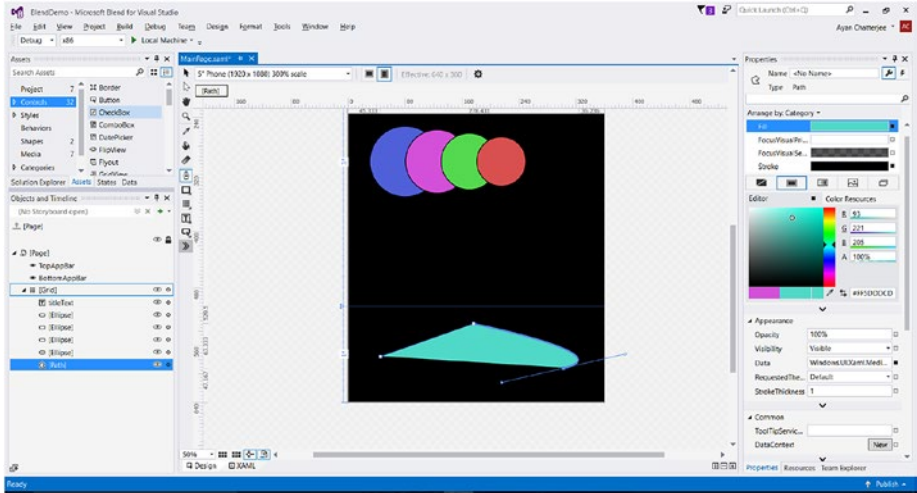 BlendDemo - Microsoft Blend for Visual Studio
Quick Launch (Ctrl+Q)
File Edit View Project Build Debug Team Design Format Tools Window Help
Ayan Chatterjee AC
Debug x86 Local Machine
Assets
Search Assets
Project 7
Controls 32
Styles
Behaviors
Shapes 2
Media 7
Categories
Border
Button
CheckBox
ComboBox
DatePicker
FlipView
Flyout
GridView
Solution Explorer Assets States Data
Objects and Timeline
(No Storyboard open)
[Page]
[Page]
TopAppBar
BottomAppBar
[Grid]
titleText
[Ellipse]
[Ellipse]
[Ellipse]
[Ellipse]
[Path]
MainPage.xaml*
5" Phone (1920 x 1080) 300% scale
Effective: 640 x 360
[Path]
50%
Design XAML
Properties
Name <No Name>
Type Path
Arrange by: Category
Fill
FocusVisualPri...
FocusVisualSe...
Stroke
Editor Color Resources
R 93
G 221
B 205
A 100%
#FF5DDDCD
Appearance
Opacity 100%
Visibility Visible
Data Windows.UI.Xaml.Medi...
RequestedThe... Default
StrokeThickness 1
Common
ToolTipServic...
DataContext New
Properties Resources Team Explorer
Ready
Publish